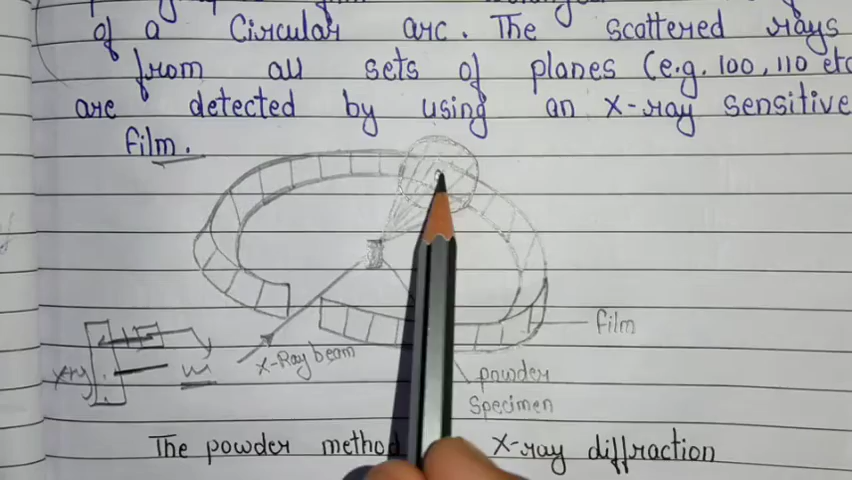 of a Circular arc. The scattered rays
from all sets of planes (e.g. 100, 110 etc
are detected by using an X-ray sensitive
film.
film
X-Ray beam
powder
Specimen
The powder method X-ray diffraction